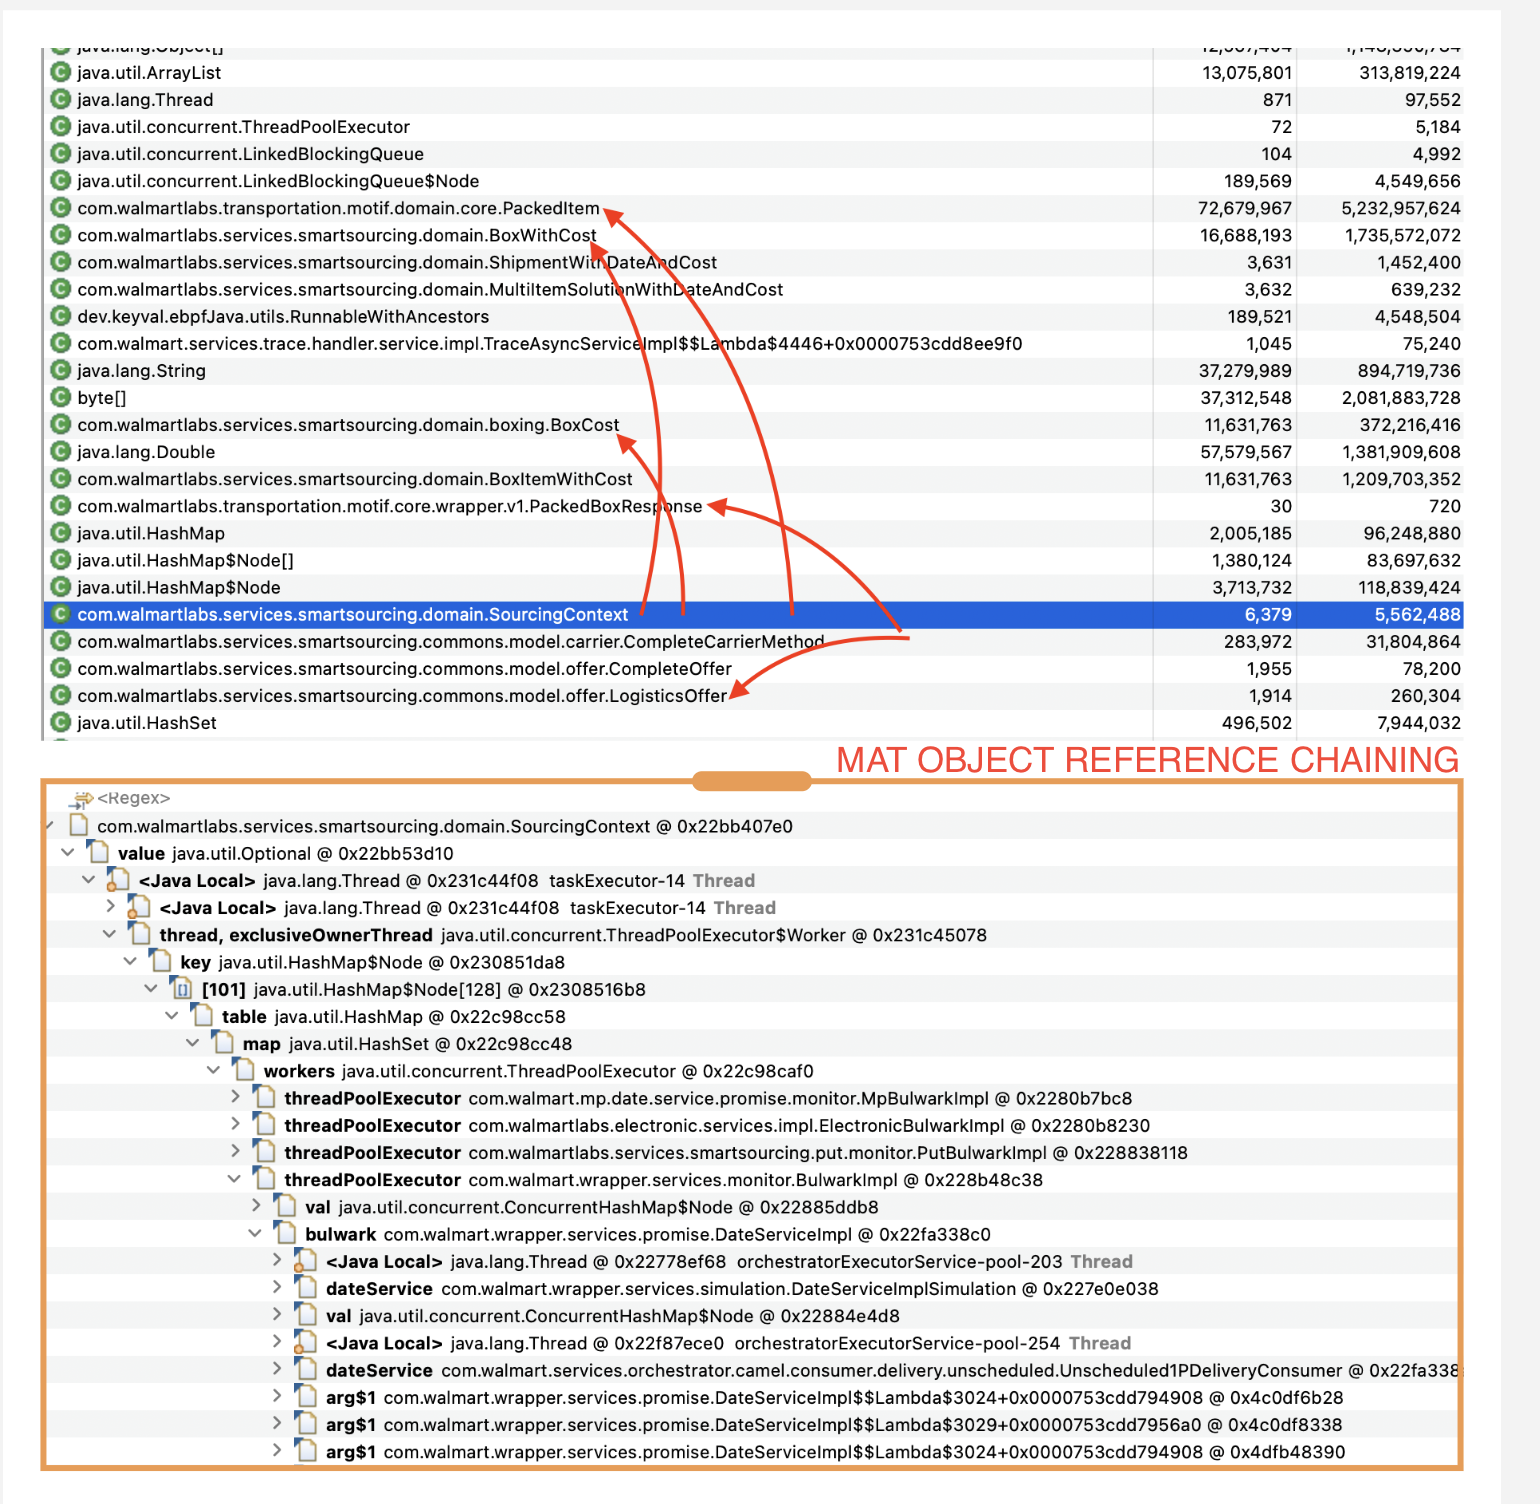 java.lang.Object[]
java.util.ArrayList 13,075,801 313,819,224
java.lang.Thread 871 97,552
java.util.concurrent.ThreadPoolExecutor 72 5,184
java.util.concurrent.LinkedBlockingQueue 104 4,992
java.util.concurrent.LinkedBlockingQueue$Node 189,569 4,549,656
com.walmartlabs.transportation.motif.domain.core.PackedItem 72,679,967 5,232,957,624
com.walmartlabs.services.smartsourcing.domain.BoxWithCost 16,688,193 1,735,572,072
com.walmartlabs.services.smartsourcing.domain.ShipmentWithDateAndCost 3,631 1,452,400
com.walmartlabs.services.smartsourcing.domain.MultiItemSolutionWithDateAndCost 3,632 639,232
dev.keyval.ebpfJava.utils.RunnableWithAncestors 189,521 4,548,504
com.walmart.services.trace.handler.service.impl.TraceAsyncServiceImpl$$Lambda$4446+0x0000753cdd8ee9f0 1,045 75,240
java.lang.String 37,279,989 894,719,736
byte[] 37,312,548 2,081,883,728
com.walmartlabs.services.smartsourcing.domain.boxing.BoxCost 11,631,763 372,216,416
java.lang.Double 57,579,567 1,381,909,608
com.walmartlabs.services.smartsourcing.domain.BoxItemWithCost 11,631,763 1,209,703,352
com.walmartlabs.transportation.motif.core.wrapper.v1.PackedBoxResponse 30 720
java.util.HashMap 2,005,185 96,248,880
java.util.HashMap$Node[] 1,380,124 83,697,632
java.util.HashMap$Node 3,713,732 118,839,424
com.walmartlabs.services.smartsourcing.domain.SourcingContext 6,379 5,562,488
com.walmartlabs.services.smartsourcing.commons.model.carrier.CompleteCarrierMethod 283,972 31,804,864
com.walmartlabs.services.smartsourcing.commons.model.offer.CompleteOffer 1,955 78,200
com.walmartlabs.services.smartsourcing.commons.model.offer.LogisticsOffer 1,914 260,304
java.util.HashSet 496,502 7,944,032
MAT OBJECT REFERENCE CHAINING
<Regex>
com.walmartlabs.services.smartsourcing.domain.SourcingContext @ 0x22bb407e0
value java.util.Optional @ 0x22bb53d10
<Java Local> java.lang.Thread @ 0x231c44f08 taskExecutor-14 Thread
<Java Local> java.lang.Thread @ 0x231c44f08 taskExecutor-14 Thread
thread, exclusiveOwnerThread java.util.concurrent.ThreadPoolExecutor$Worker @ 0x231c45078
key java.util.HashMap$Node @ 0x230851da8
[101] java.util.HashMap$Node[128] @ 0x2308516b8
table java.util.HashMap @ 0x22c98cc58
map java.util.HashSet @ 0x22c98cc48
workers java.util.concurrent.ThreadPoolExecutor @ 0x22c98caf0
threadPoolExecutor com.walmart.mp.date.service.promise.monitor.MpBulwarkImpl @ 0x2280b7bc8
threadPoolExecutor com.walmartlabs.electronic.services.impl.ElectronicBulwarkImpl @ 0x2280b8230
threadPoolExecutor com.walmartlabs.services.smartsourcing.put.monitor.PutBulwarkImpl @ 0x228838118
threadPoolExecutor com.walmart.wrapper.services.monitor.BulwarkImpl @ 0x228b48c38
val java.util.concurrent.ConcurrentHashMap$Node @ 0x22885ddb8
bulwark com.walmart.wrapper.services.promise.DateServiceImpl @ 0x22fa338c0
<Java Local> java.lang.Thread @ 0x22778ef68 orchestratorExecutorService-pool-203 Thread
dateService com.walmart.wrapper.services.simulation.DateServiceImplSimulation @ 0x227e0e038
val java.util.concurrent.ConcurrentHashMap$Node @ 0x22884e4d8
<Java Local> java.lang.Thread @ 0x22f87ece0 orchestratorExecutorService-pool-254 Thread
dateService com.walmart.services.orchestrator.camel.consumer.delivery.unscheduled.Unscheduled1PDeliveryConsumer @ 0x22fa338
arg$1 com.walmart.wrapper.services.promise.DateServiceImpl$$Lambda$3024+0x0000753cdd794908 @ 0x4c0df6b28
arg$1 com.walmart.wrapper.services.promise.DateServiceImpl$$Lambda$3029+0x0000753cdd7956a0 @ 0x4c0df8338
arg$1 com.walmart.wrapper.services.promise.DateServiceImpl$$Lambda$3024+0x0000753cdd794908 @ 0x4dfb48390